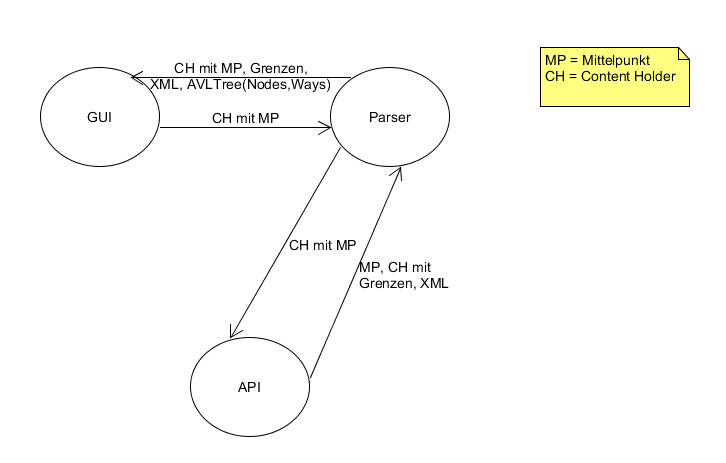 CH mit MP, Grenzen,
XML, AVLTree(Nodes,Ways)
MP = Mittelpunkt
CH = Content Holder
GUI
CH mit MP
Parser
CH mit MP
MP, CH mit
Grenzen, XML
API